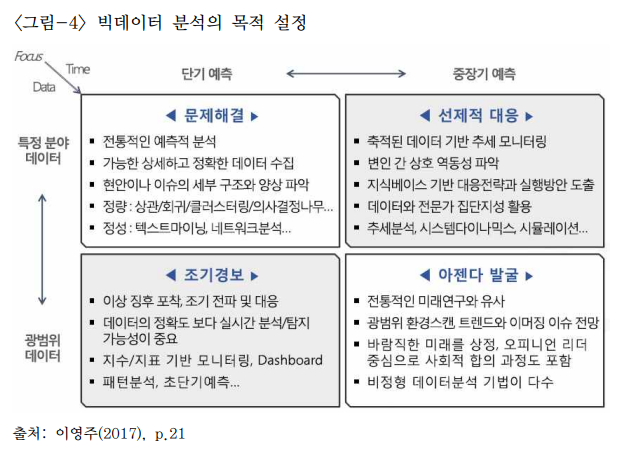 <그림-4> 빅데이터 분석의 목적 설정
Focus
Time
Data
단기 예측
중장기 예측
특정 분야
데이터
◀ 문제해결 ▶
전통적인 예측적 분석
가능한 상세하고 정확한 데이터 수집
현안이나 이슈의 세부 구조와 양상 파악
정량 : 상관/회귀/클러스터링/의사결정나무...
정성 : 텍스트마이닝, 네트워크분석...
◀ 선제적 대응 ▶
축적된 데이터 기반 추세 모니터링
변인 간 상호 역동성 파악
지식베이스 기반 대응전략과 실행방안 도출
데이터와 전문가 집단지성 활용
추세분석, 시스템다이나믹스, 시뮬레이션...
광범위
데이터
◀ 조기경보 ▶
이상 징후 포착, 조기 전파 및 대응
데이터의 정확도 보다 실시간 분석/탐지
가능성이 중요
지수/지표 기반 모니터링, Dashboard
패턴분석, 초단기예측...
◀ 아젠다 발굴 ▶
전통적인 미래연구와 유사
광범위 환경스캔, 트렌드와 이머징 이슈 전망
바람직한 미래를 상정, 오피니언 리더
중심으로 사회적 합의 과정도 포함
비정형 데이터분석 기법이 다수
출처: 이영주(2017), p.21